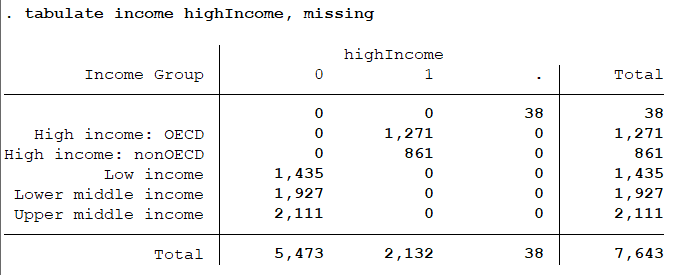 . tabulate income highIncome, missing
highIncome
Income Group 0 1 . Total
0 0 38 38
High income: OECD 0 1,271 0 1,271
High income: nonOECD 0 861 0 861
Low income 1,435 0 0 1,435
Lower middle income 1,927 0 0 1,927
Upper middle income 2,111 0 0 2,111
Total 5,473 2,132 38 7,643